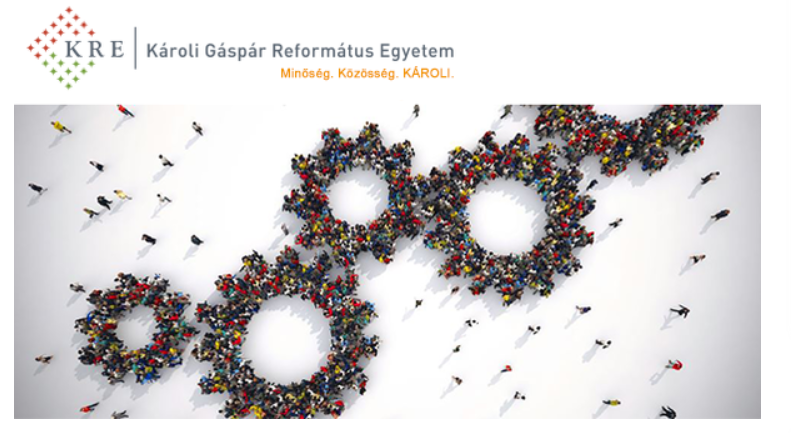 KRE
Károli Gáspár Református Egyetem
Minőség. Közösség. KÁROLI.